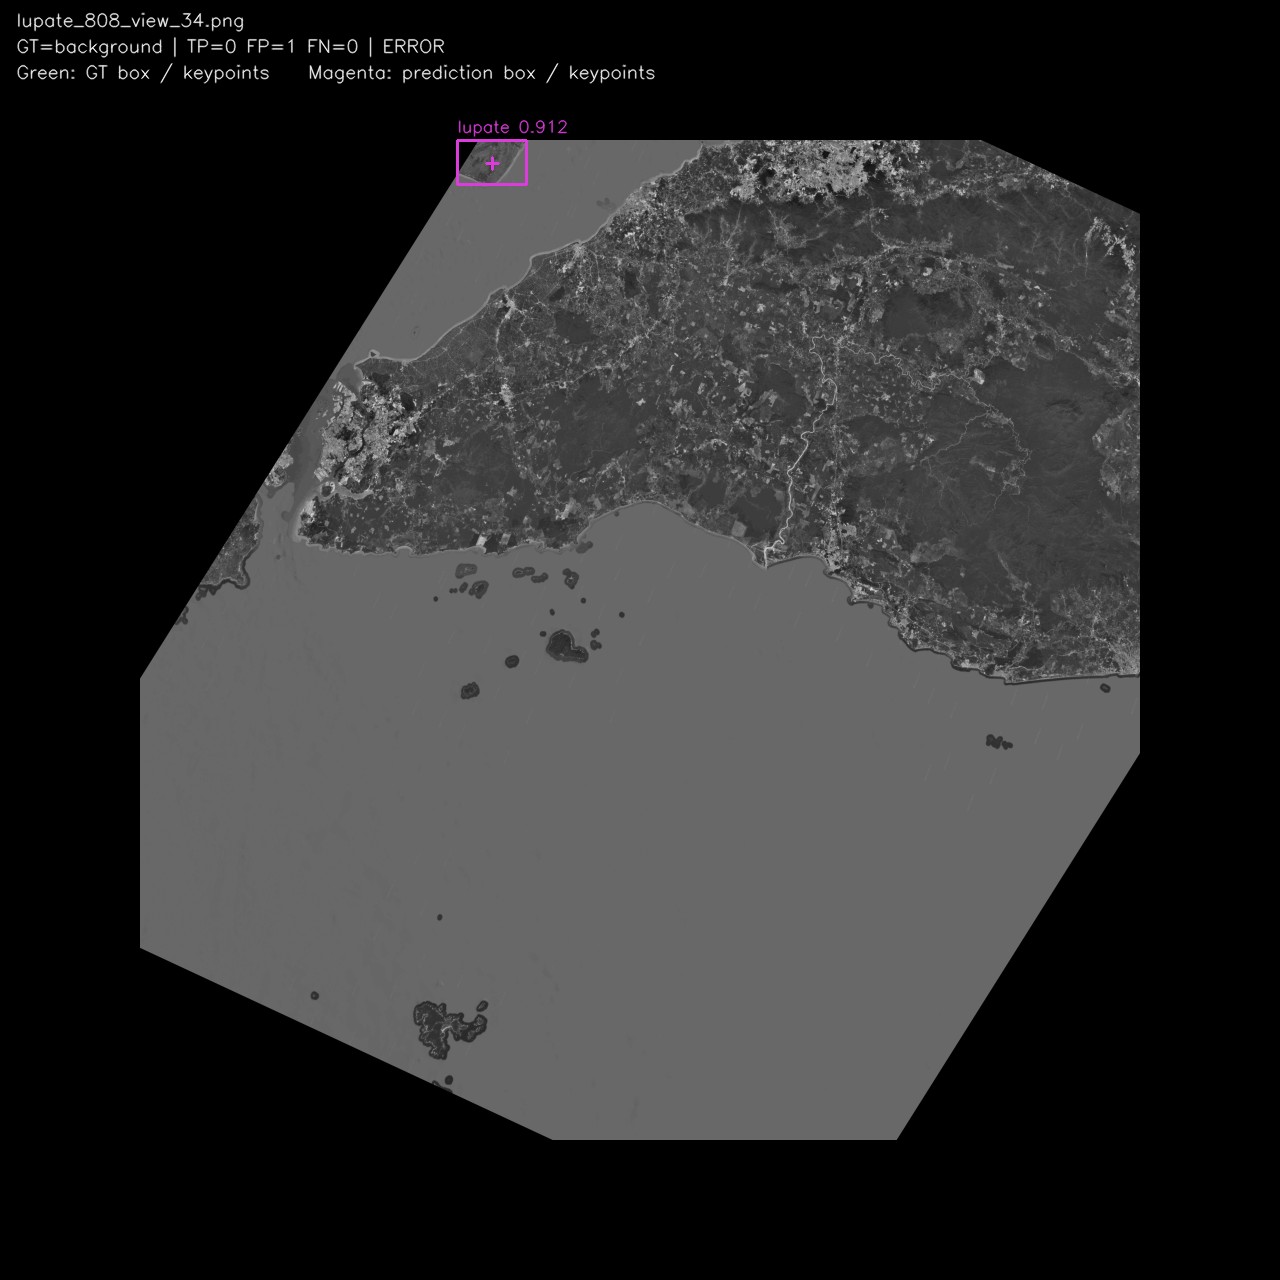 lupate_808_view_34.png
GT=background | TP=0 FP=1 FN=0 | ERROR
Green: GT box / keypoints Magenta: prediction box / keypoints
lupate 0.912